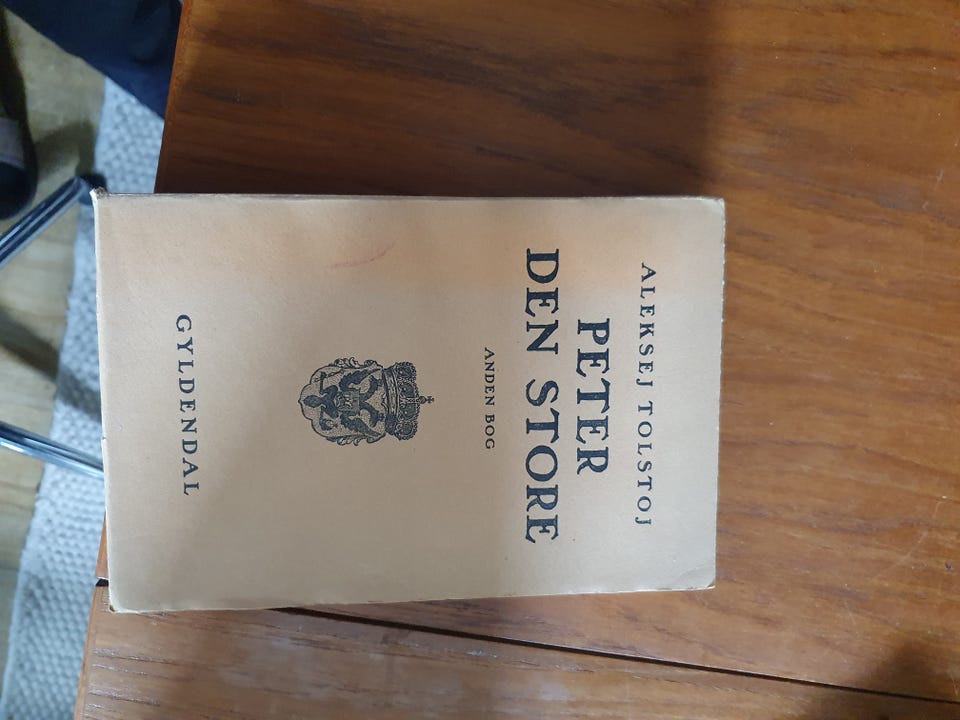 ALEKSEJ TOLSTOJ
PETER
DEN STORE
ANDEN BOG
GYLDENDAL